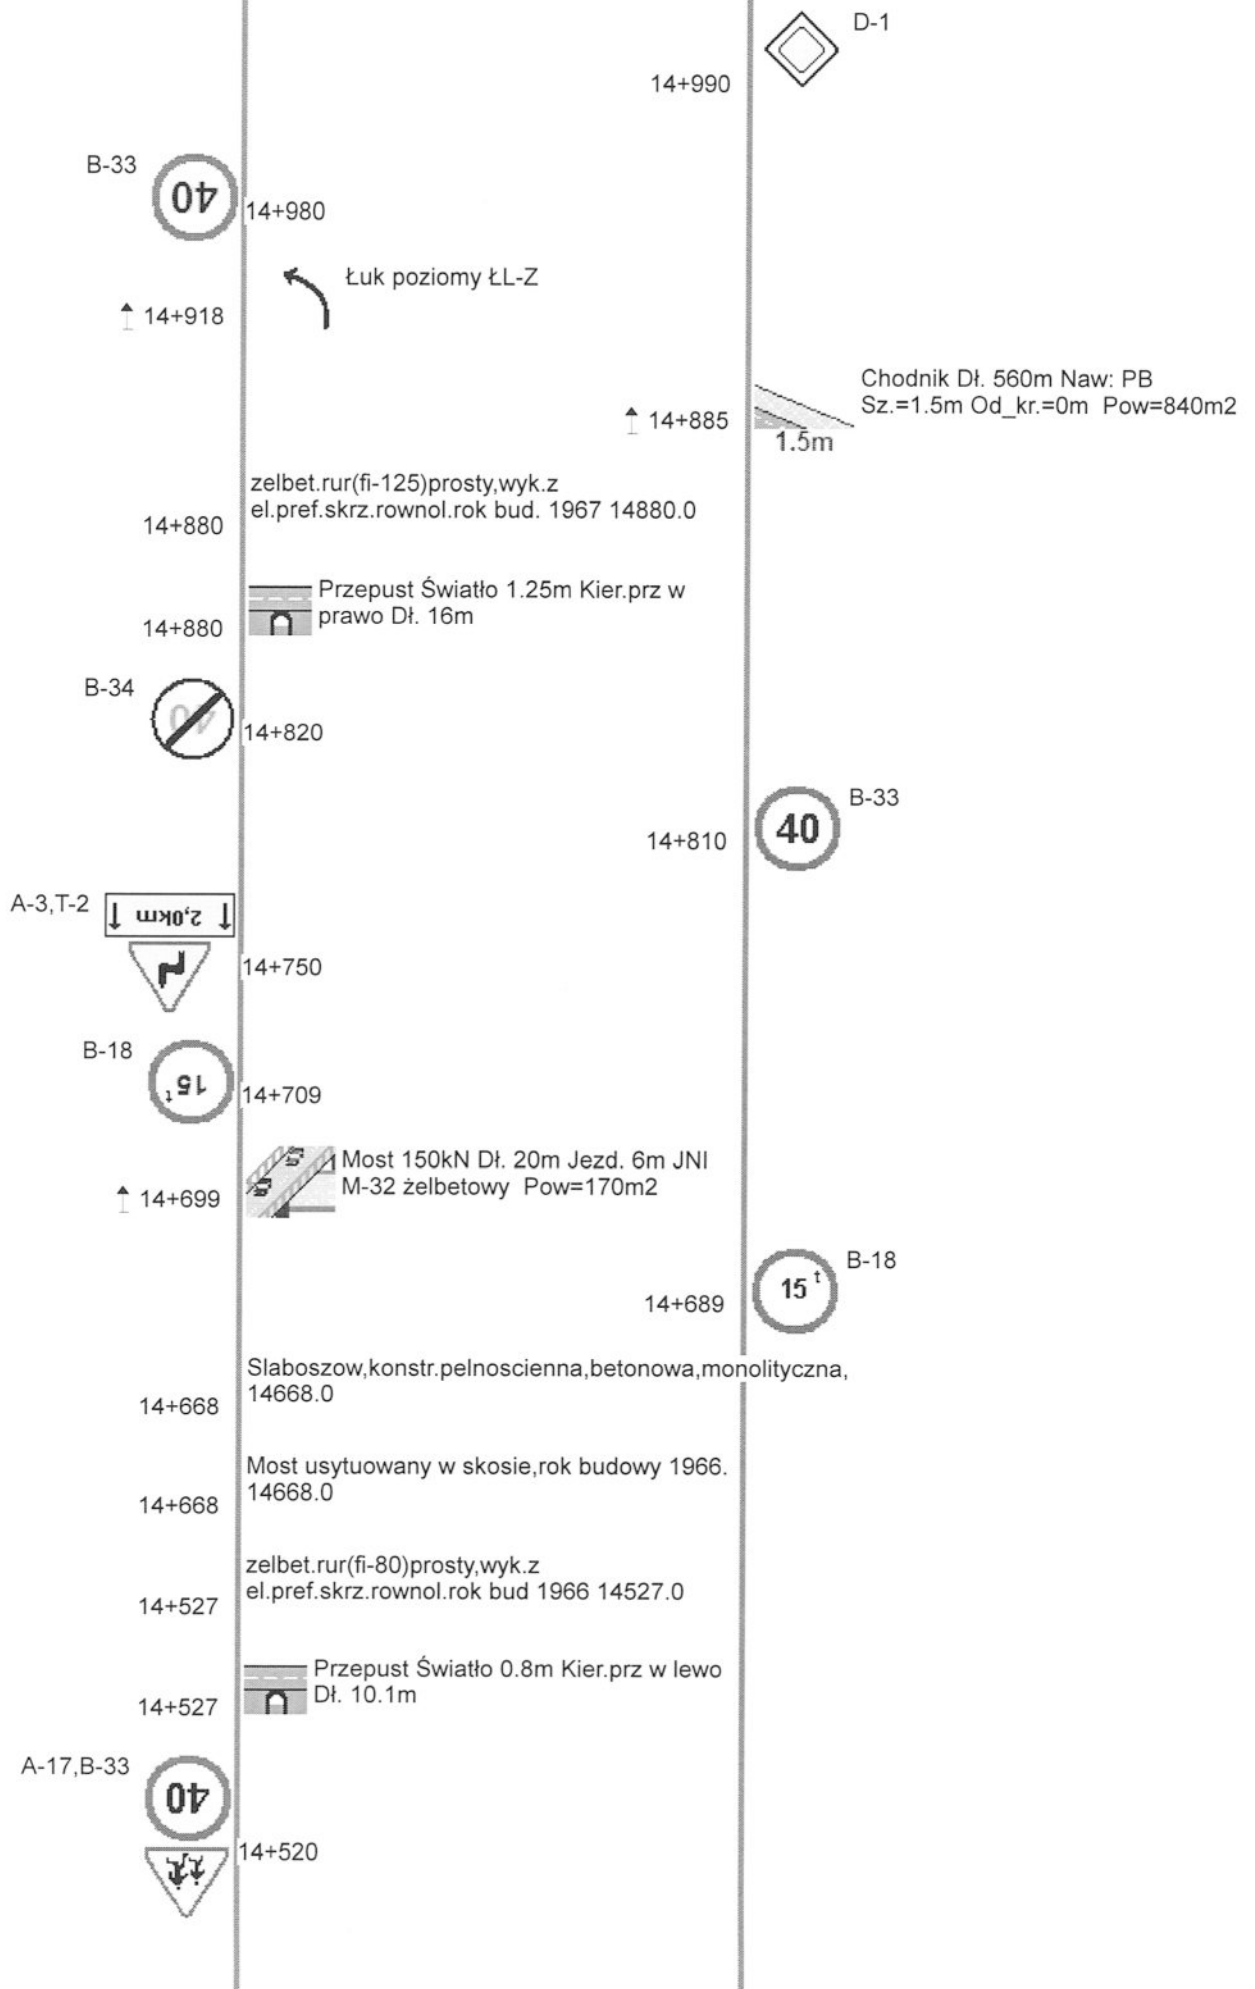 D-1
14+990
B-33
40
14+980
Łuk poziomy ŁL-Z
14+918
Chodnik Dł. 560m Naw: PB
Sz.=1.5m Od_kr.=0m Pow=840m2
14+885
1.5m
zelbet.rur(fi-125)prosty,wyk.z
el.pref.skrz.rownol.rok bud. 1967 14880.0
14+880
Przepust Światło 1.25m Kier.prz w
prawo Dł. 16m
14+880
B-34
40
14+820
B-33
40
14+810
A-3,T-2
2,0km
14+750
B-18
15 t
14+709
Most 150kN Dł. 20m Jezd. 6m JNI
M-32 żelbetowy Pow=170m2
14+699
B-18
15 t
14+689
Slaboszow,konstr.pelnoscienna,betonowa,monolityczna,
14668.0
14+668
Most usytuowany w skosie,rok budowy 1966.
14668.0
14+668
zelbet.rur(fi-80)prosty,wyk.z
el.pref.skrz.rownol.rok bud 1966 14527.0
14+527
Przepust Światło 0.8m Kier.prz w lewo
Dł. 10.1m
14+527
A-17,B-33
40
14+520